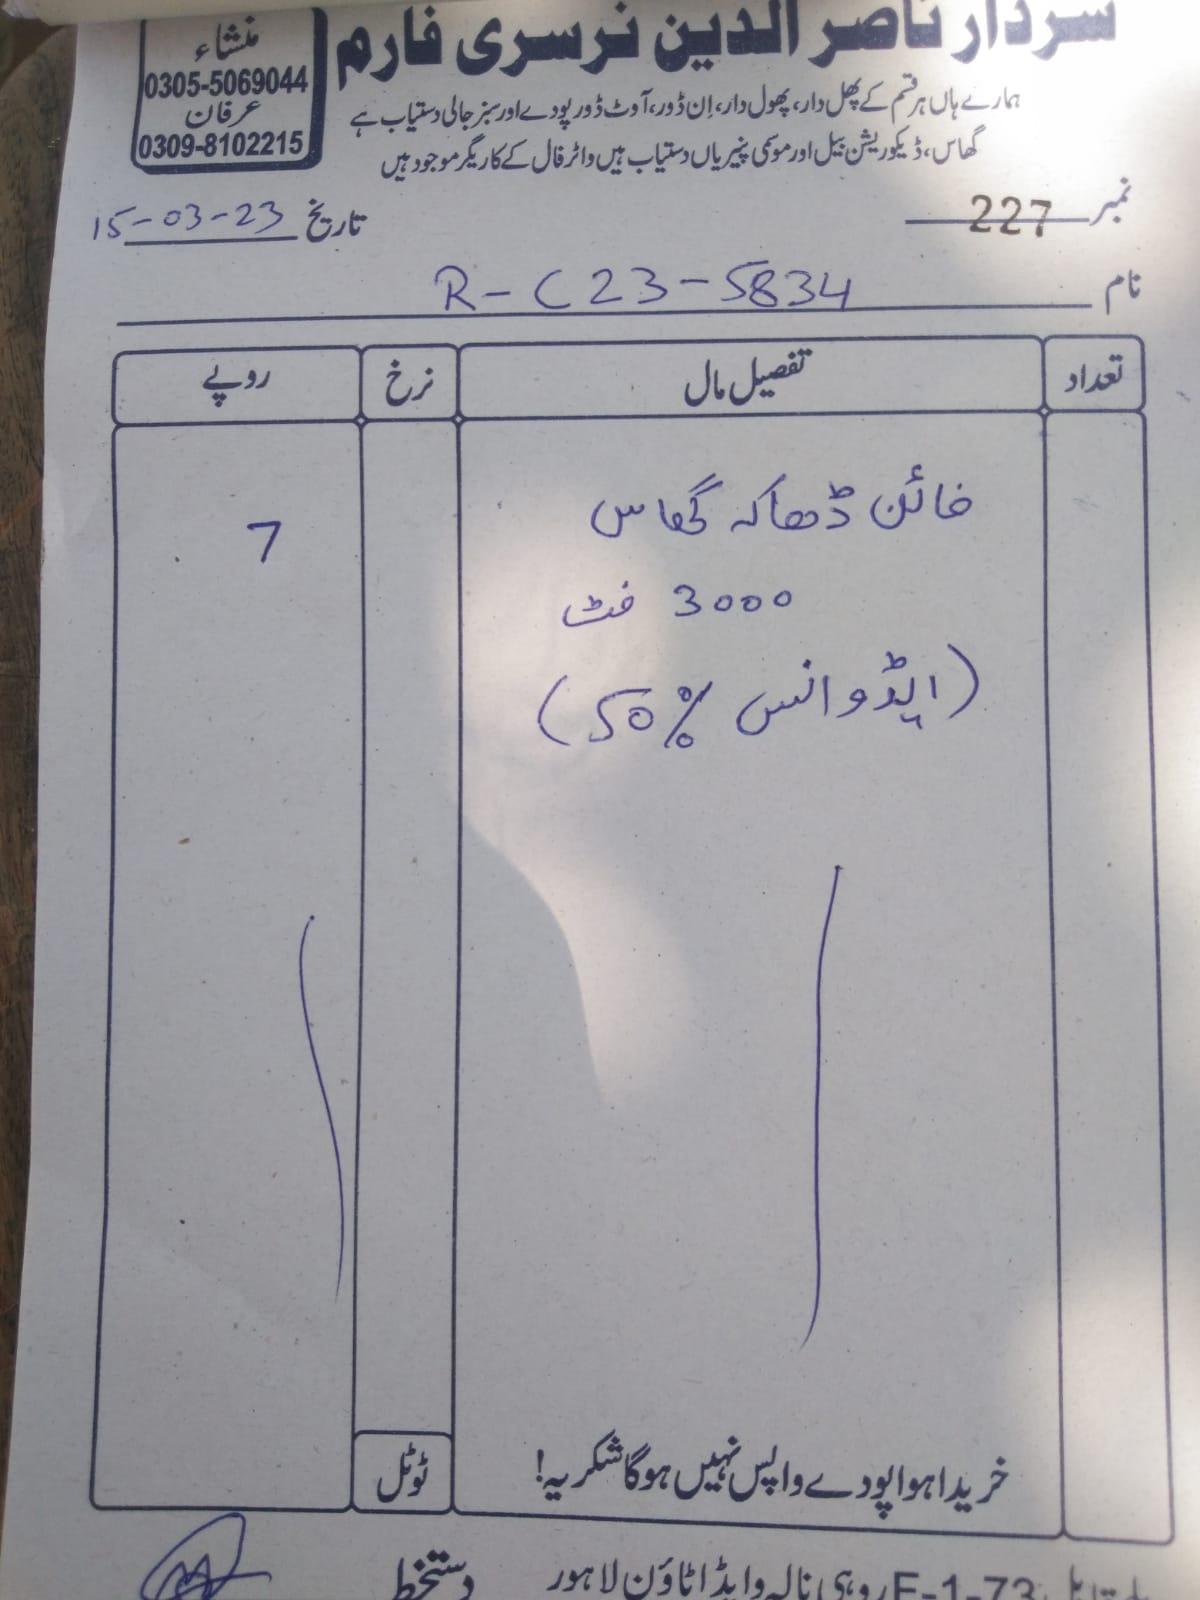 سردار ناصر الدین نرسری فارم
منشاء
0305-5069044
عرفان
0309-8102215
ہمارے ہاں ہر قسم کے پھل دار، پھول دار، اِن ڈور، آوٹ ڈور پودے اور سبز جالی دستیاب ہے
گھاس، ڈیکوریشن بیل اور موسمی پنیریاں دستیاب ہیں واٹر فال کے کاریگر موجود ہیں
نمبر 227
تاریخ 15-03-23
نام R-C23-5834
تعداد تفصیل مال نرخ روپے
فائن ڈھاکہ گھاس 7
3000 فٹ
(ایڈوانس 50%)
خریدا ہوا پودے واپس نہیں ہوگا شکریہ!
ٹوٹل
F-1-73 روہی نالہ واپڈا ٹاؤن لاہور
دستخط